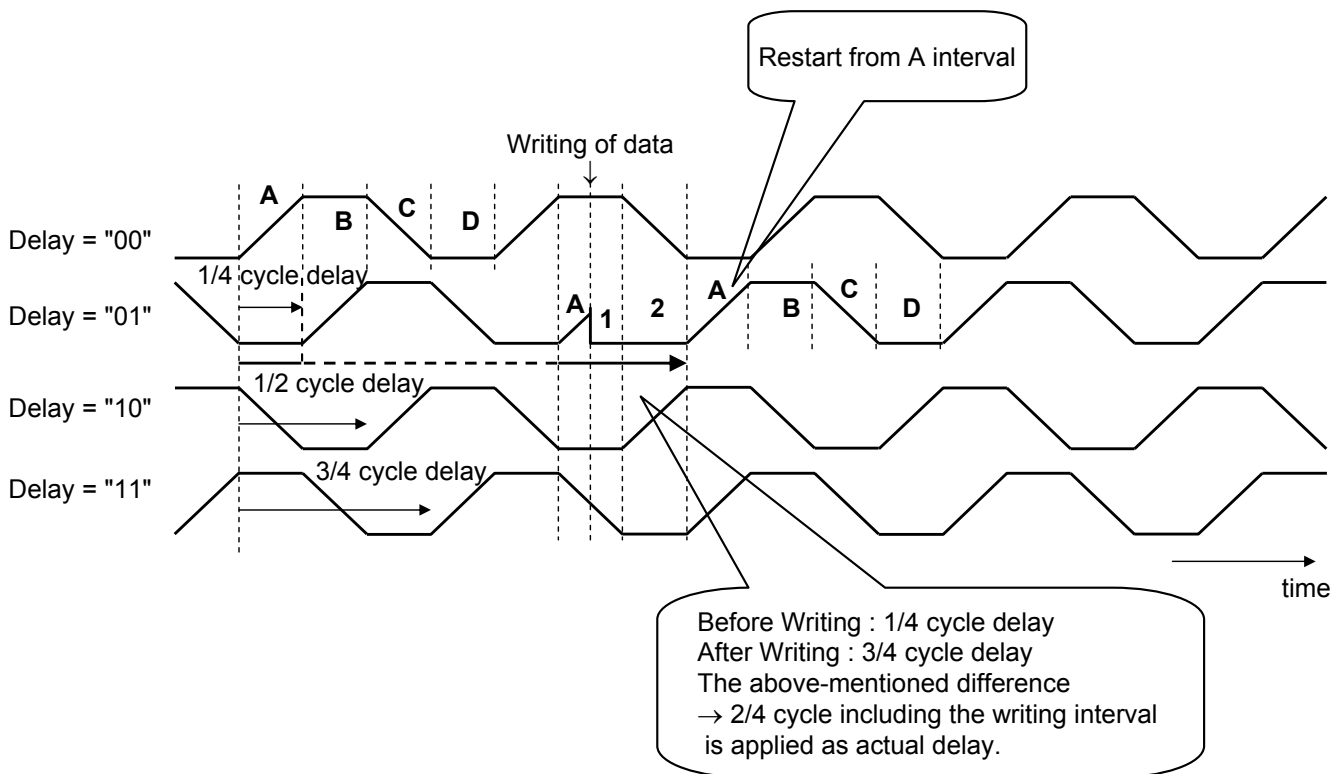 Restart from A interval
Writing of data
↓
A
B
C
D
Delay = "00"
1/4 cycle delay
Delay = "01"
A
1
2
A
B
C
D
1/2 cycle delay
Delay = "10"
3/4 cycle delay
Delay = "11"
time
Before Writing : 1/4 cycle delay
After Writing : 3/4 cycle delay
The above-mentioned difference
→ 2/4 cycle including the writing interval
is applied as actual delay.